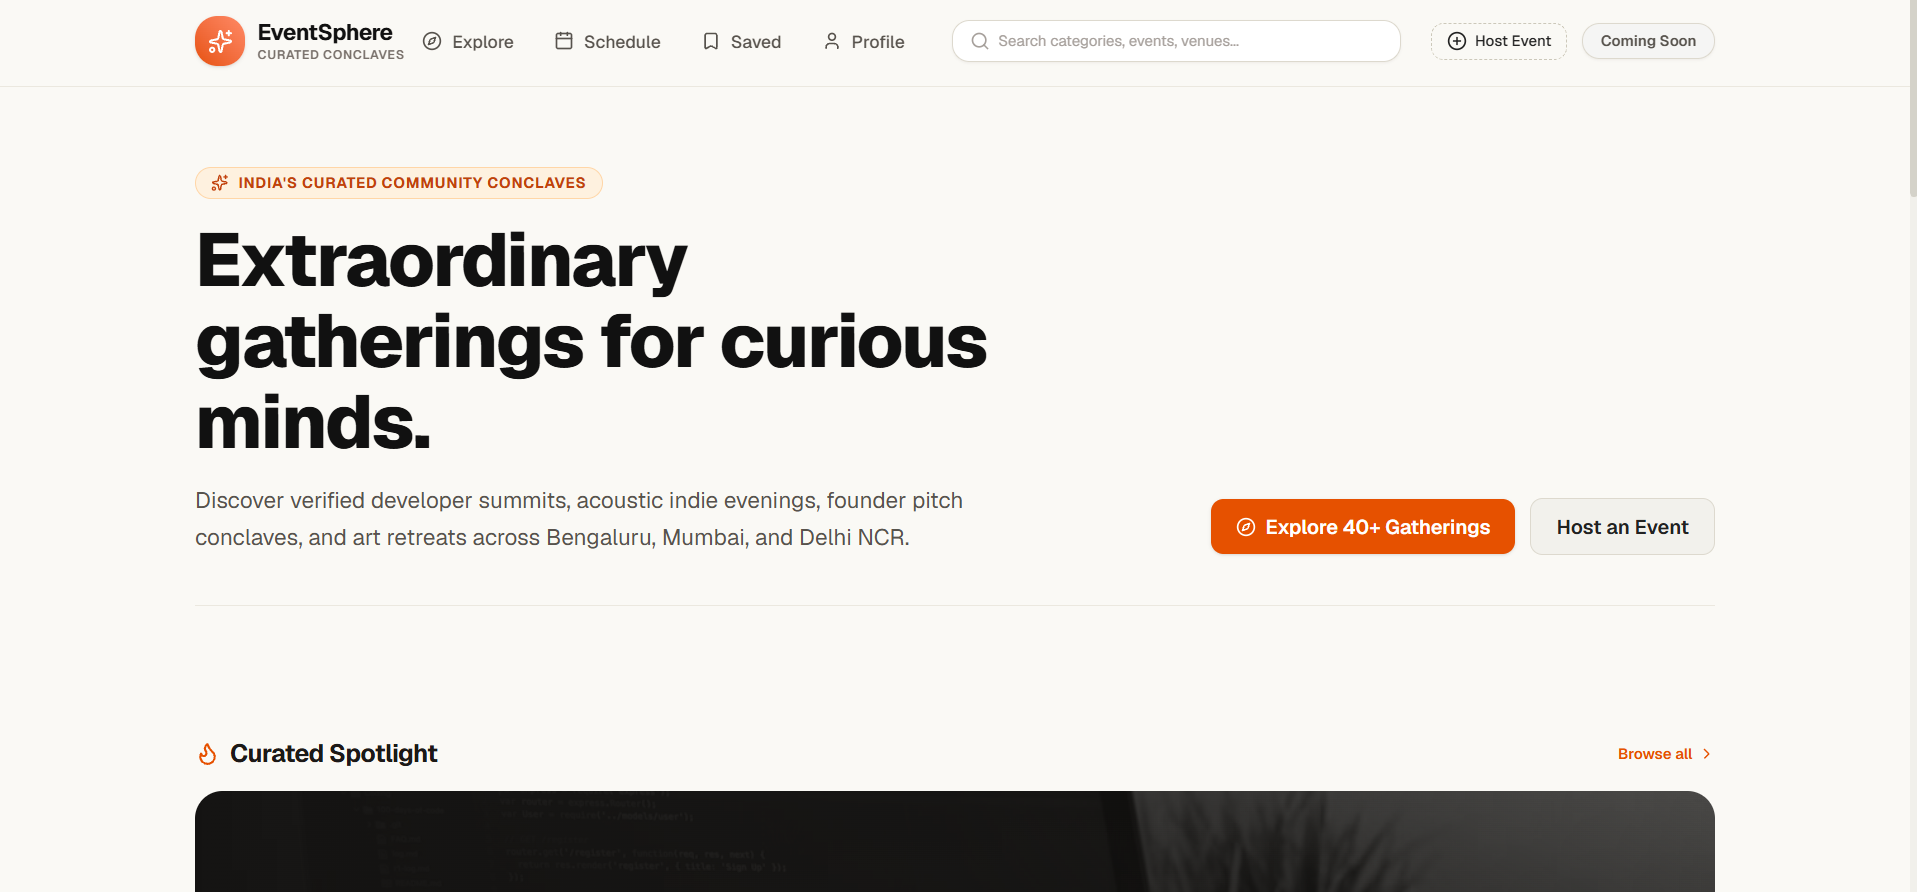 EventSphere
CURATED CONCLAVES
Explore
Schedule
Saved
Profile
Search categories, events, venues...
Host Event
Coming Soon
INDIA'S CURATED COMMUNITY CONCLAVES
Extraordinary
gatherings for curious
minds.
Discover verified developer summits, acoustic indie evenings, founder pitch
conclaves, and art retreats across Bengaluru, Mumbai, and Delhi NCR.
Explore 40+ Gatherings
Host an Event
Curated Spotlight
Browse all